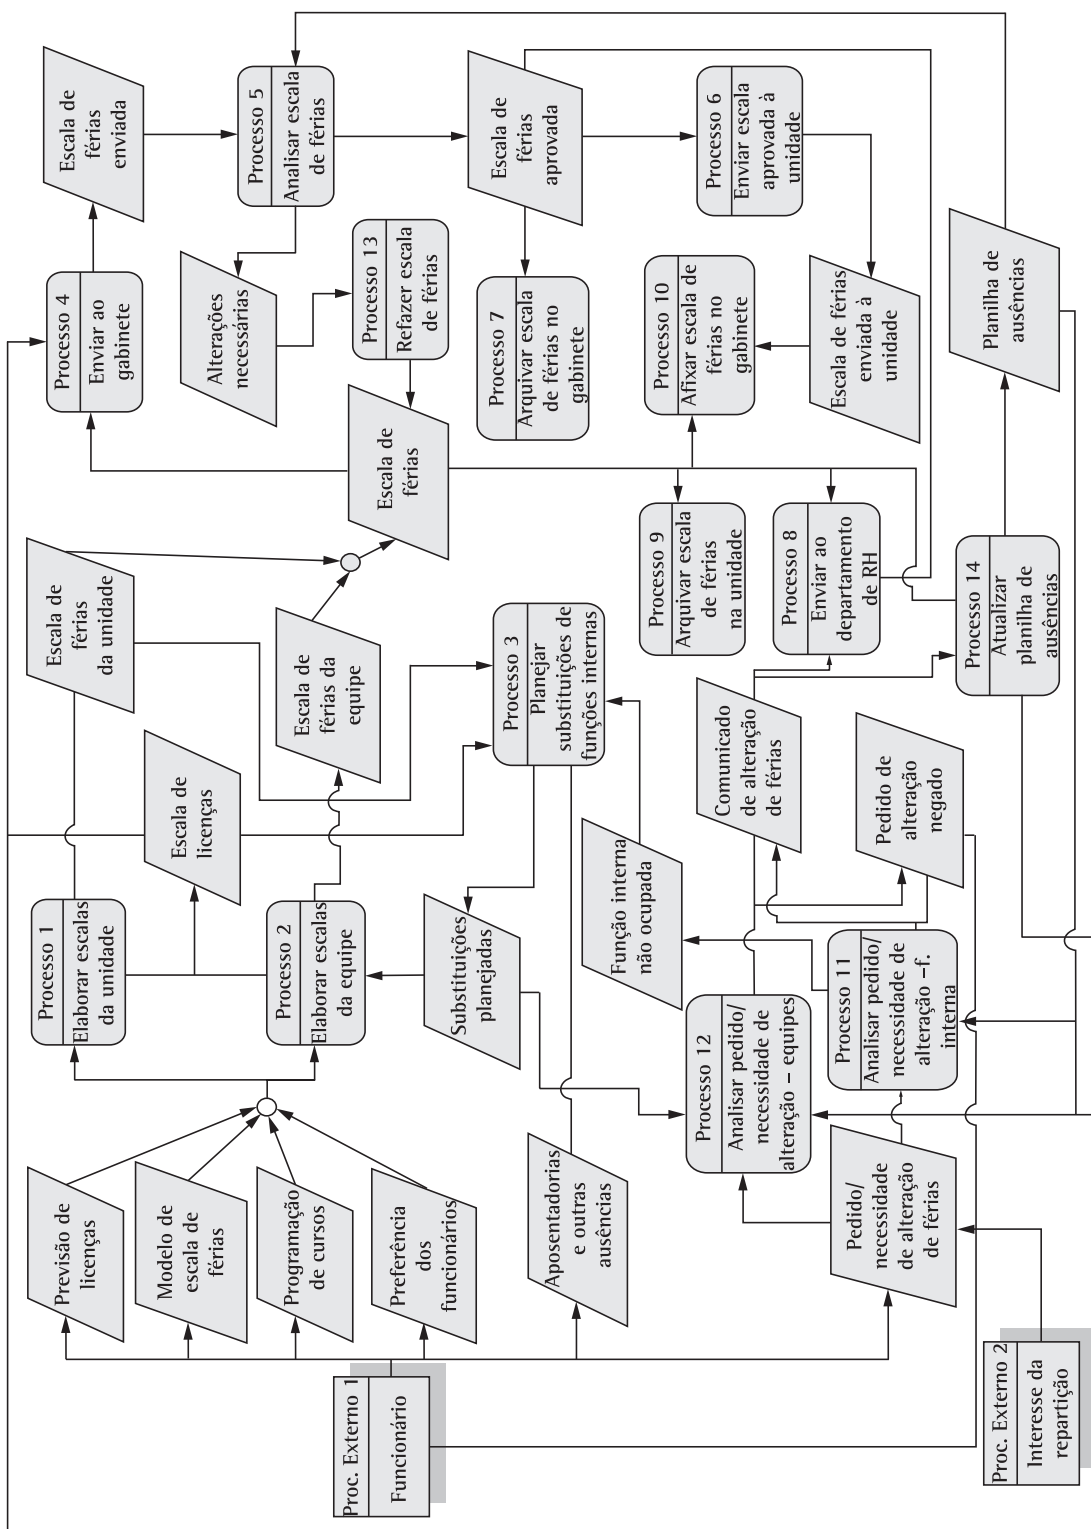 Proc. Externo 1
Funcionário
Proc. Externo 2
Interesse da
repartição
Previsão de
licenças
Modelo de
escala de
férias
Programação
de cursos
Preferência
dos
funcionários
Aposentadorias
e outras
ausências
Pedido/
necessidade
de alteração
de férias
Processo 1
Elaborar escalas
da unidade
Processo 2
Elaborar escalas
da equipe
Substituições
planejadas
Processo 12
Analisar pedido/
necessidade de
alteração – equipes
Processo 11
Analisar pedido/
necessidade de
alteração –f.
interna
Escala de
licenças
Função interna
não ocupada
Comunicado
de alteração
de férias
Pedido de
alteração
negado
Escala de
férias
da unidade
Escala de
férias da
equipe
Processo 3
Planejar
substituições de
funções internas
Processo 9
Arquivar escala
de férias
na unidade
Processo 8
Enviar ao
departamento
de RH
Processo 14
Atualizar
planilha de
ausências
Escala de
férias
Processo 4
Enviar ao
gabinete
Alterações
necessárias
Processo 13
Refazer escala
de férias
Processo 7
Arquivar escala
de férias no
gabinete
Processo 10
Afixar escala de
férias no
gabinete
Escala de férias
enviada à
unidade
Planilha de
ausências
Escala de
férias
enviada
Processo 5
Analisar escala
de férias
Escala de
férias
aprovada
Processo 6
Enviar escala
aprovada à
unidade